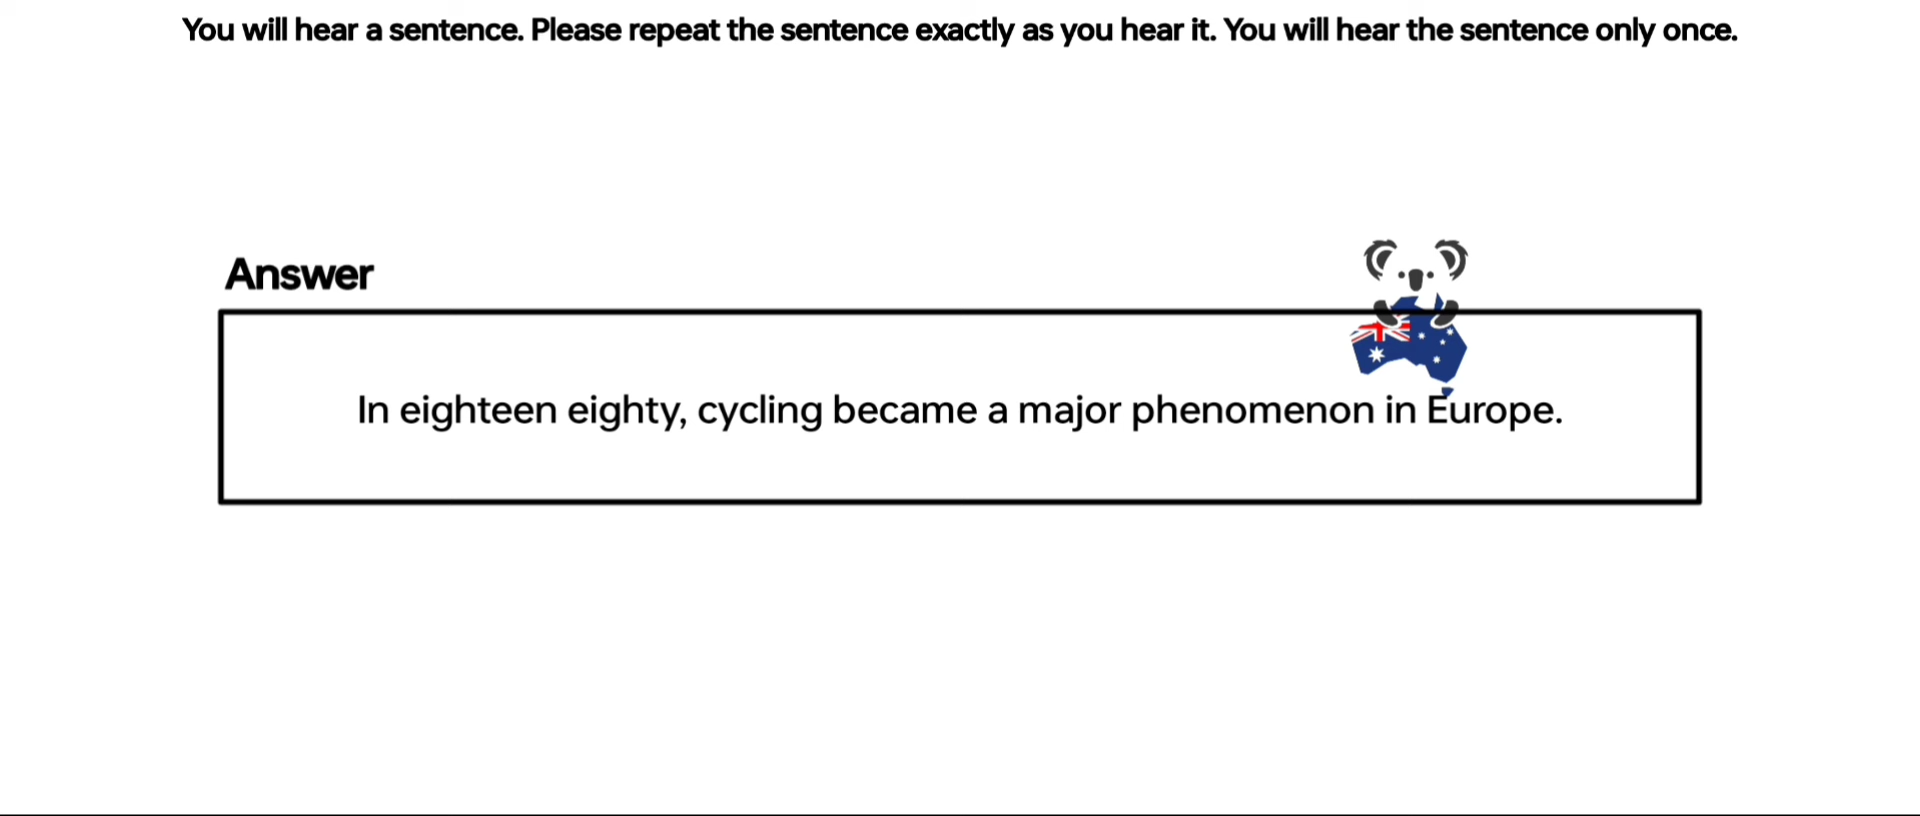 You will hear a sentence. Please repeat the sentence exactly as you hear it. You will hear the sentence only once.
Answer
In eighteen eighty, cycling became a major phenomenon in Europe.